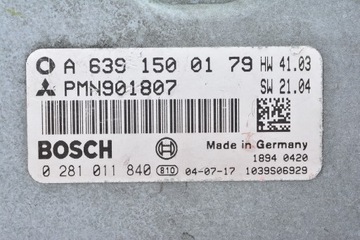 A 639 150 01 79 HW 41.03
PMN901807 SW 21.04
BOSCH Made in Germany
1894 0420
0 281 011 840 810 04-07-17 1039S06929